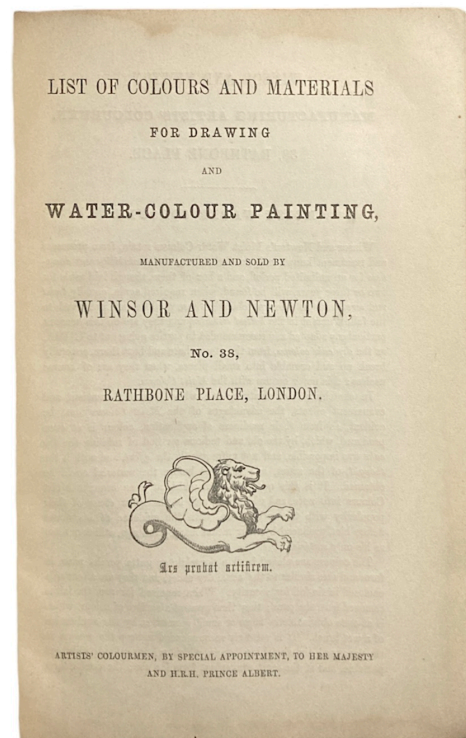 LIST OF COLOURS AND MATERIALS
FOR DRAWING
AND
WATER-COLOUR PAINTING,
MANUFACTURED AND SOLD BY
WINSOR AND NEWTON,
No. 38,
RATHBONE PLACE, LONDON.
Ars probat artificem.
ARTISTS' COLOURMEN, BY SPECIAL APPOINTMENT, TO HER MAJESTY
AND H.R.H. PRINCE ALBERT.